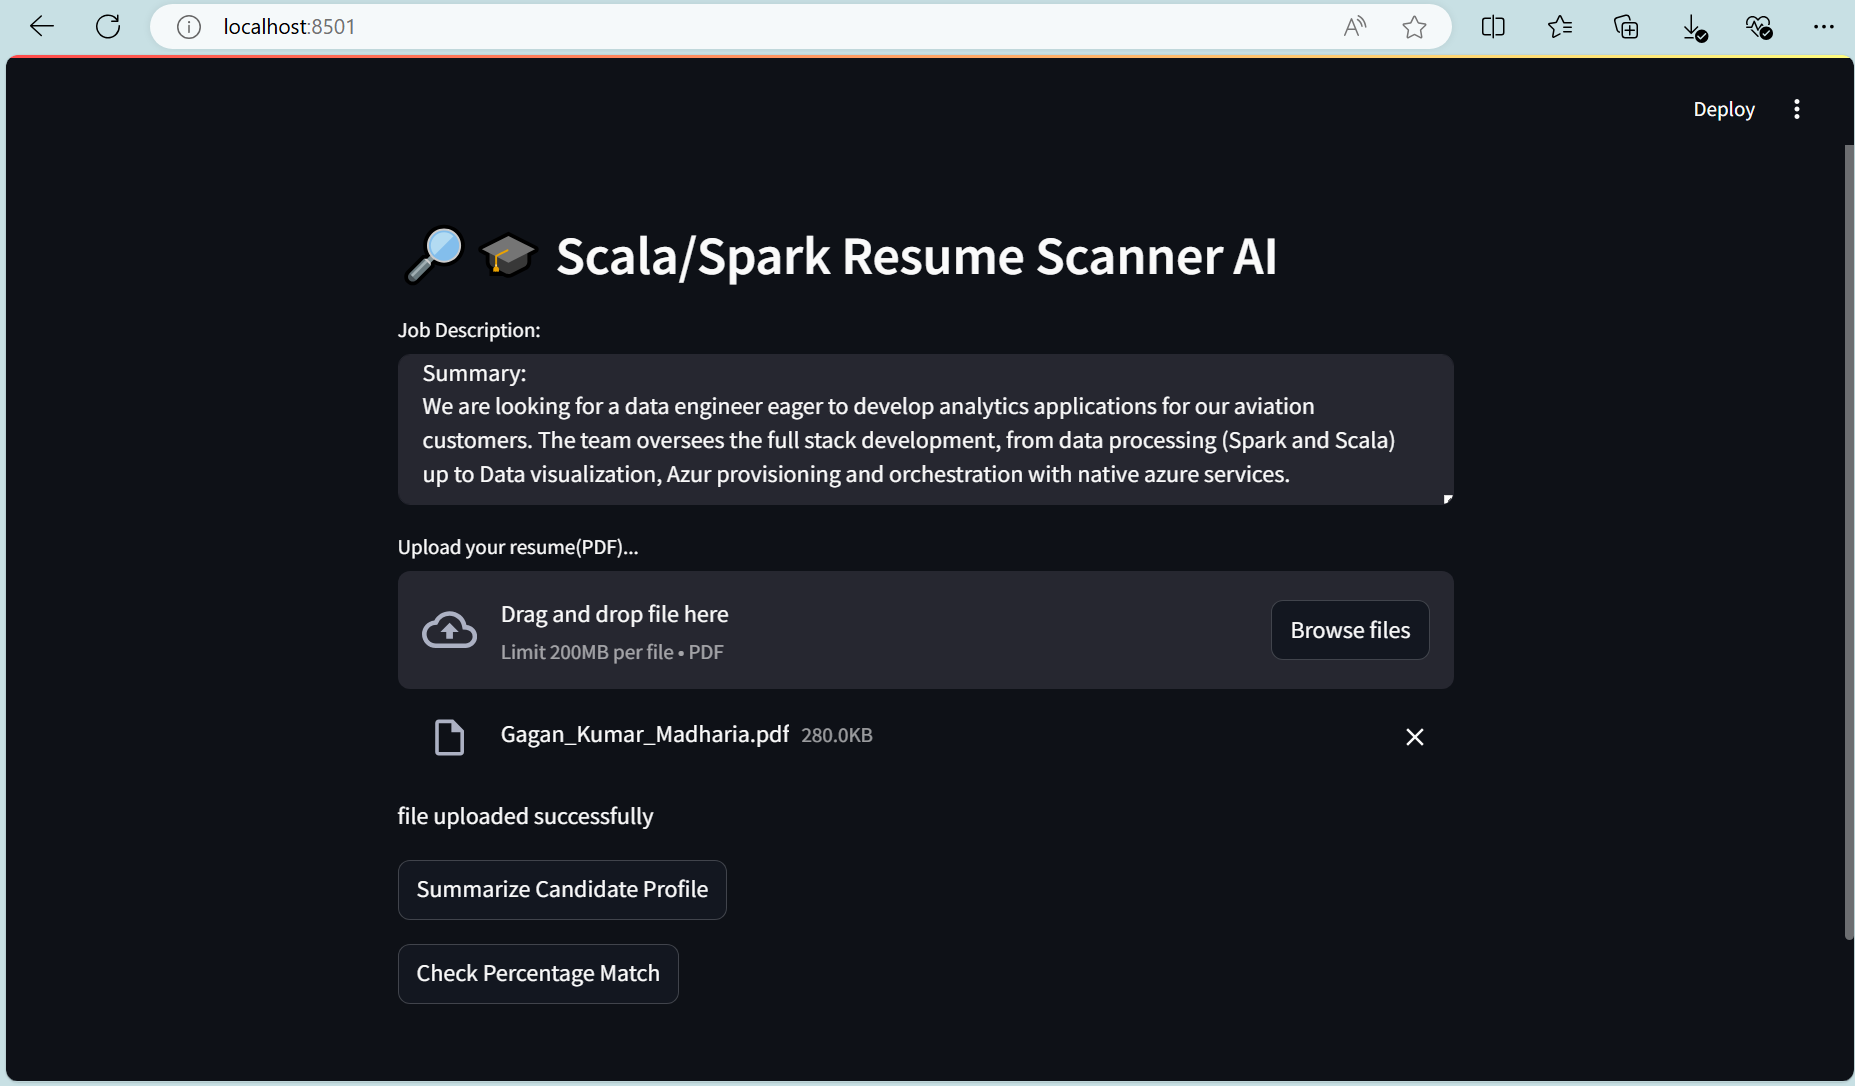 localhost:8501
Deploy
Scala/Spark Resume Scanner AI
Job Description:
Summary:
We are looking for a data engineer eager to develop analytics applications for our aviation
customers. The team oversees the full stack development, from data processing (Spark and Scala)
up to Data visualization, Azur provisioning and orchestration with native azure services.
Upload your resume(PDF)...
Drag and drop file here
Limit 200MB per file • PDF
Browse files
Gagan_Kumar_Madharia.pdf 280.0KB
file uploaded successfully
Summarize Candidate Profile
Check Percentage Match